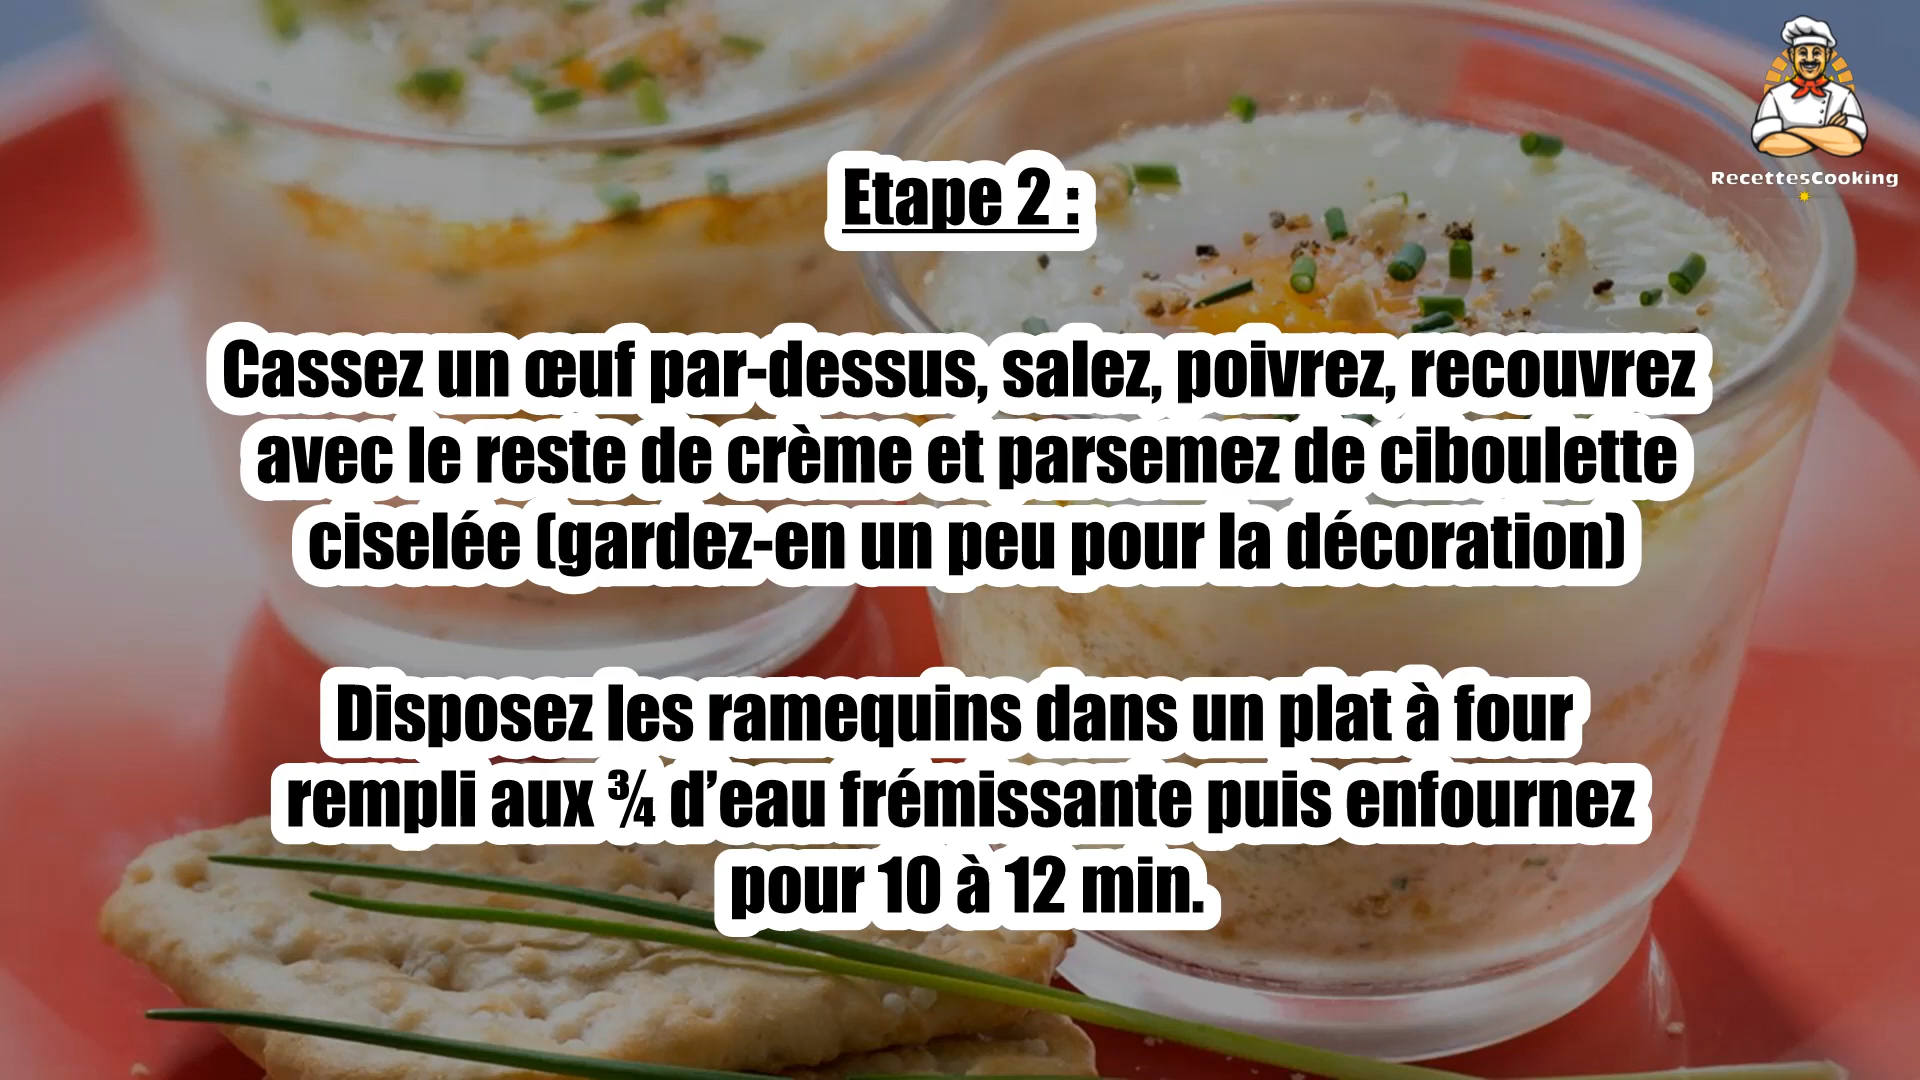 RecettesCooking
Etape 2 :
Cassez un œuf par-dessus, salez, poivrez, recouvrez
avec le reste de crème et parsemez de ciboulette
ciselée (gardez-en un peu pour la décoration)
Disposez les ramequins dans un plat à four
rempli aux ¾ d’eau frémissante puis enfournez
pour 10 à 12 min.